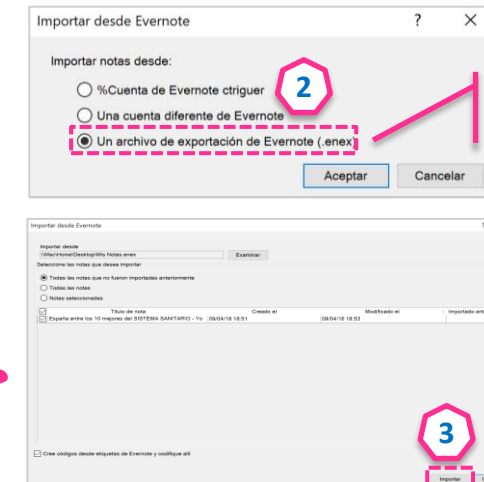 Importar desde Evernote ? ×
Importar notas desde:
%Cuenta de Evernote ctriguer
2
Una cuenta diferente de Evernote
Un archivo de exportación de Evernote (.enex)
Aceptar Cancelar
Importar desde Evernote
Importar desde
\\Mac\Home\Desktop\Mis Notas.enex Examinar
Seleccione las notas que desea importar
Todas las notas que no fueron importadas anteriormente
Todas las notas
Notas seleccionadas
Título de nota Creado el Modificado el Importado ante
España entre los 10 mejores del SISTEMA SANITARIO - Yo 09/04/18 18:51 09/04/18 18:53
3
Cree códigos desde etiquetas de Evernote y codifique allí
Importar